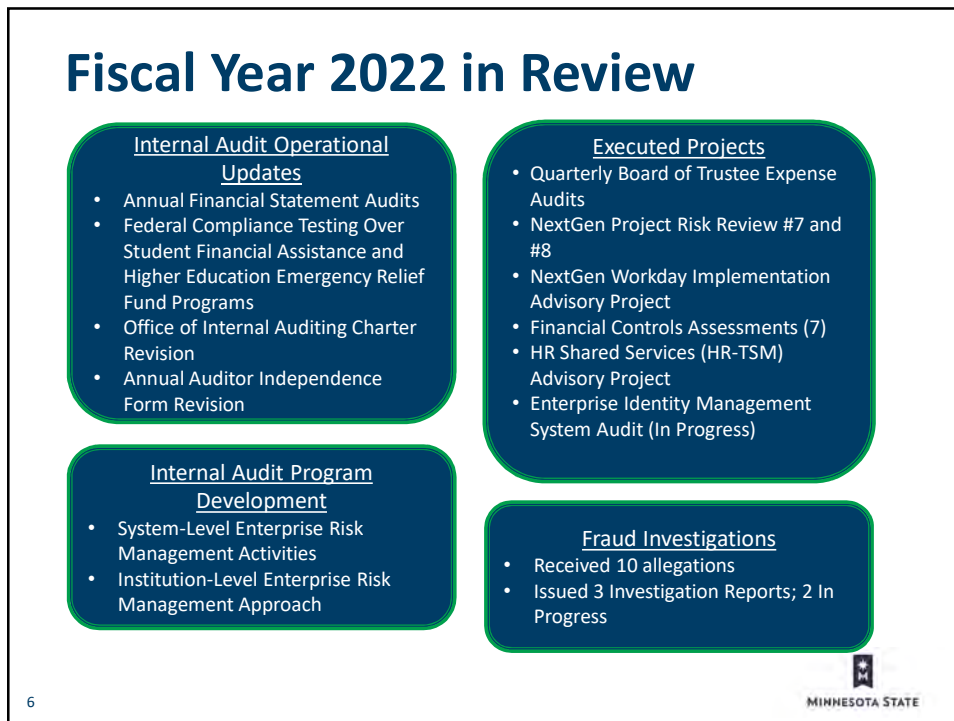 Fiscal Year 2022 in Review
Internal Audit Operational
Updates
• Annual Financial Statement Audits
• Federal Compliance Testing Over
Student Financial Assistance and
Higher Education Emergency Relief
Fund Programs
• Office of Internal Auditing Charter
Revision
• Annual Auditor Independence
Form Revision
Executed Projects
• Quarterly Board of Trustee Expense
Audits
• NextGen Project Risk Review #7 and
#8
• NextGen Workday Implementation
Advisory Project
• Financial Controls Assessments (7)
• HR Shared Services (HR-TSM)
Advisory Project
• Enterprise Identity Management
System Audit (In Progress)
Internal Audit Program
Development
• System-Level Enterprise Risk
Management Activities
• Institution-Level Enterprise Risk
Management Approach
Fraud Investigations
• Received 10 allegations
• Issued 3 Investigation Reports; 2 In
Progress
6
M
MINNESOTA STATE